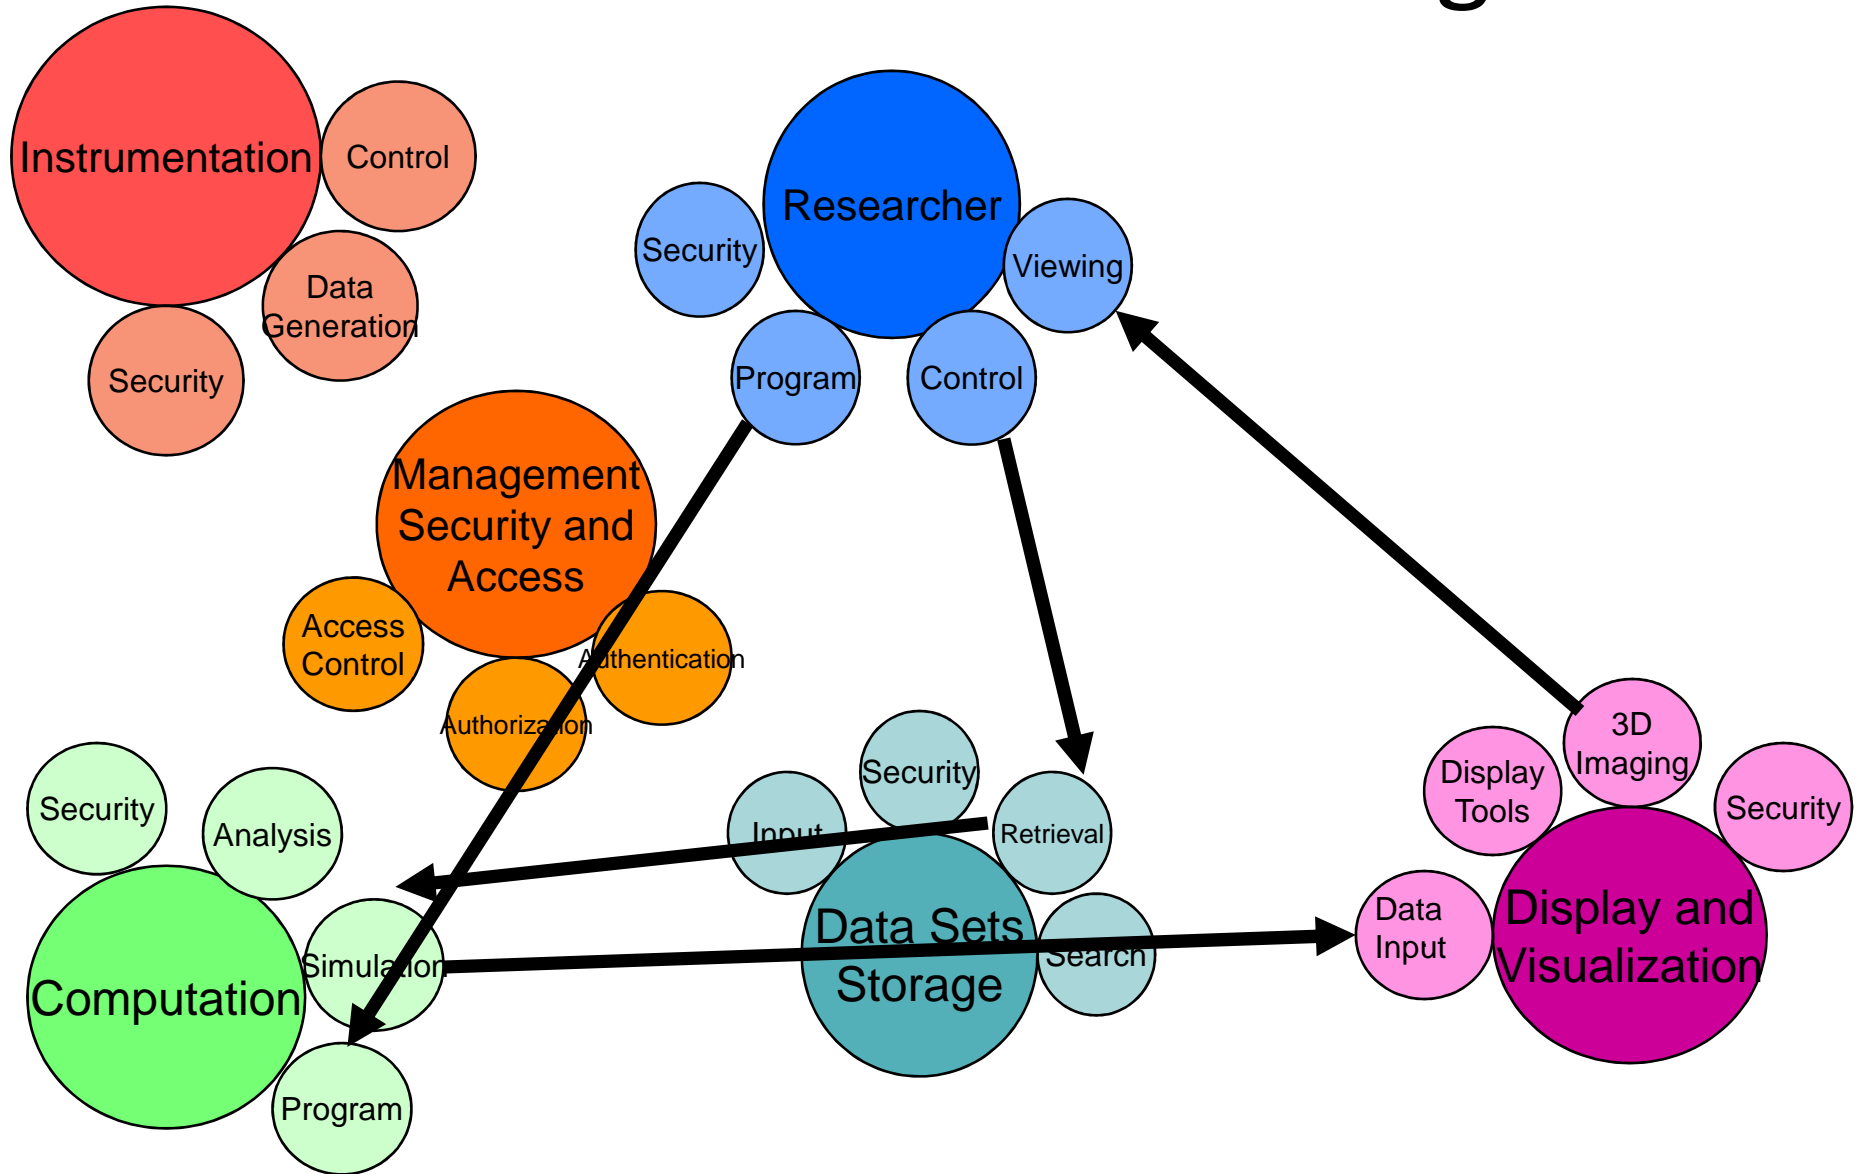 g
Instrumentation
Control
Data
Generation
Security
Researcher
Security
Viewing
Program
Control
Management
Security and
Access
Access
Control
Authorization
Authentication
Security
Analysis
Simulation
Computation
Program
Security
Input
Retrieval
Data Sets
Storage
Search
3D
Imaging
Display
Tools
Security
Data
Input
Display and
Visualization